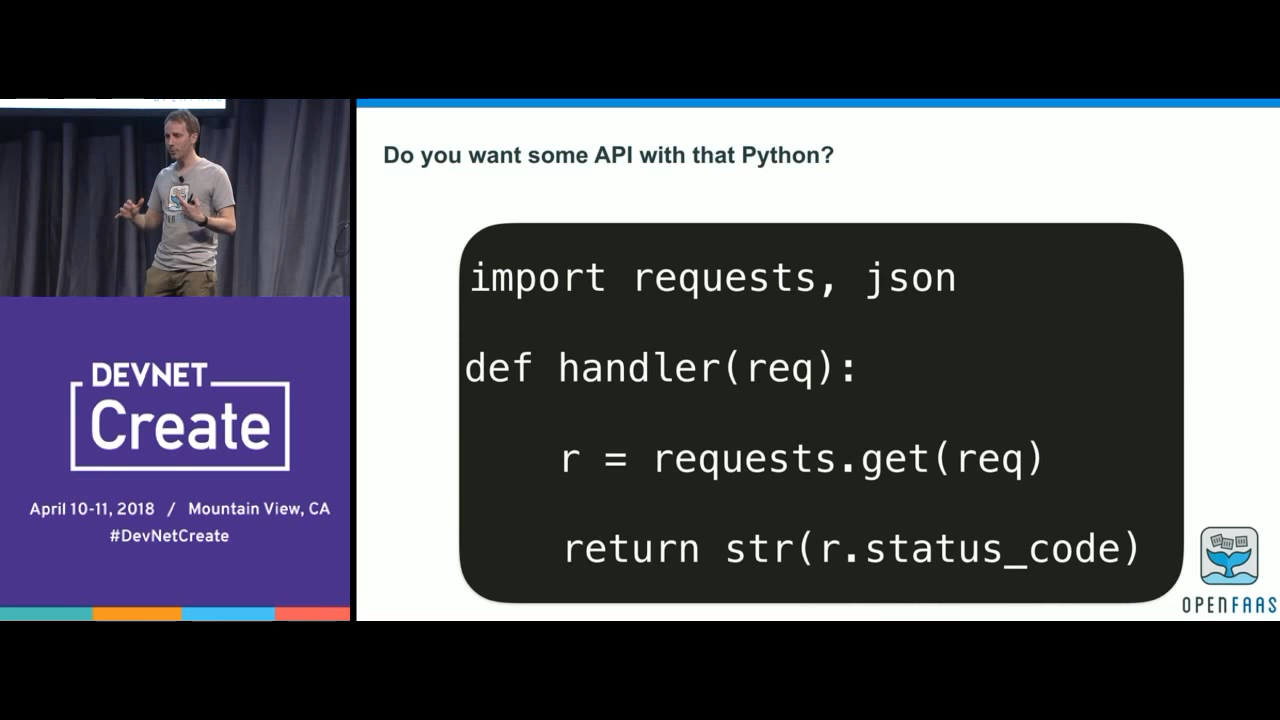 Do you want some API with that Python?
import requests, json
def handler(req):
r = requests.get(req)
return str(r.status_code)
OPENFAAS
DEVNET
Create
April 10-11, 2018 / Mountain View, CA
#DevNetCreate